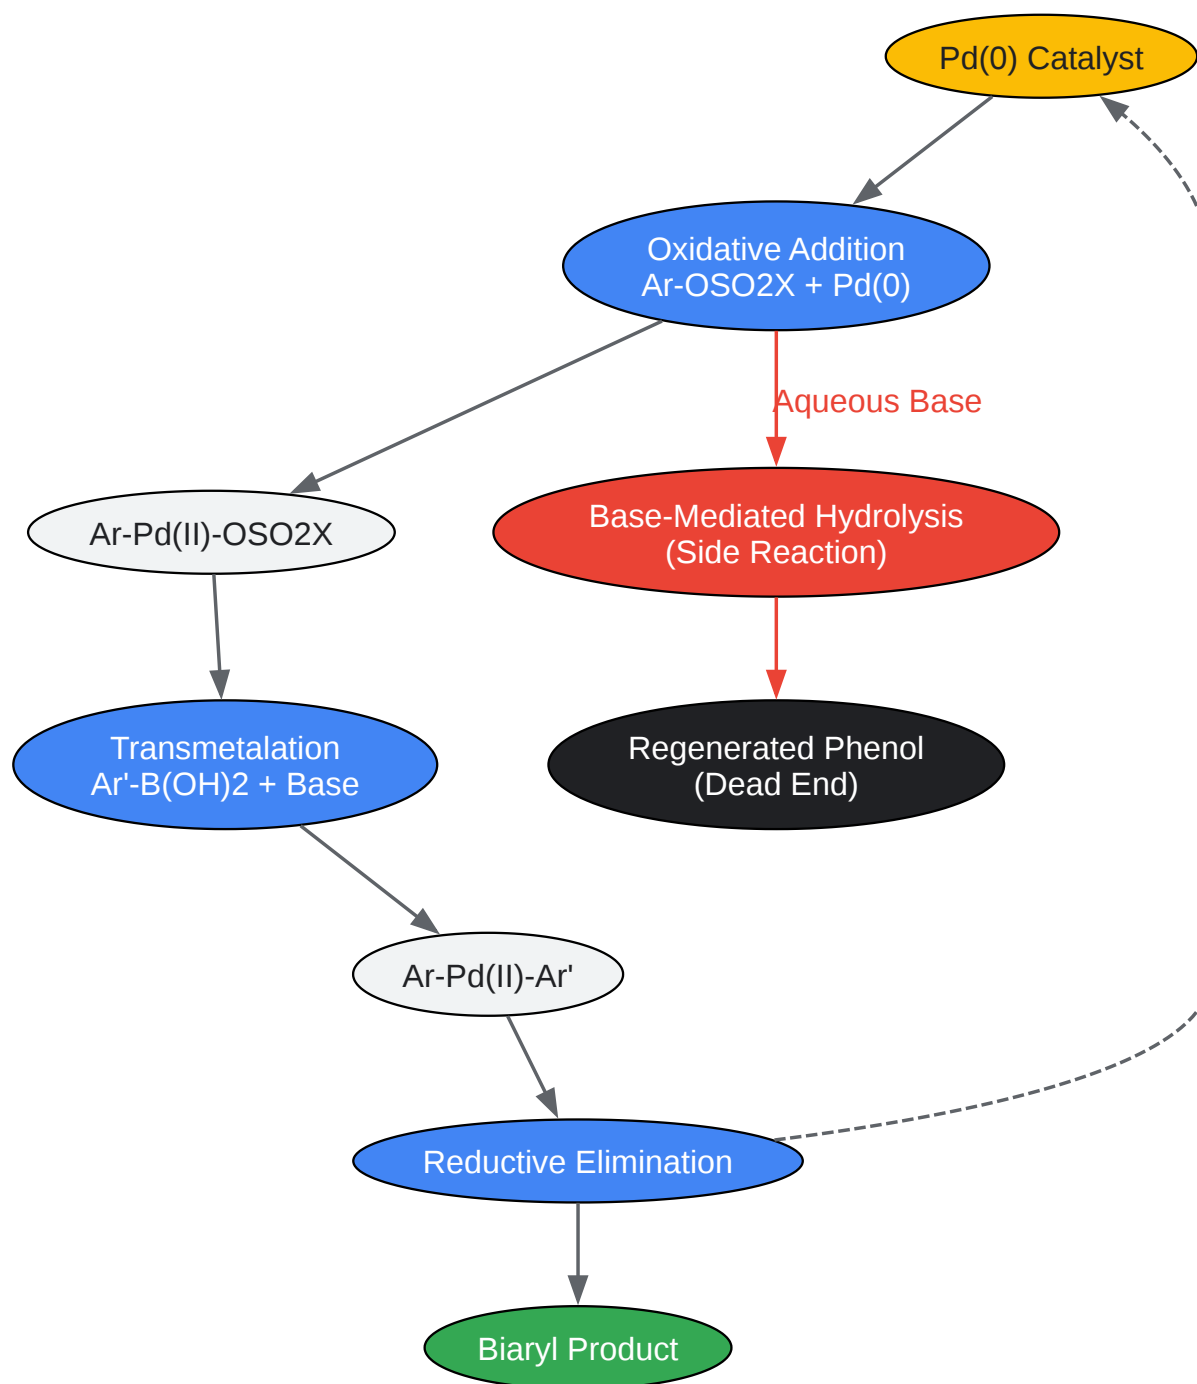 Pd(0) Catalyst
Oxidative Addition
Ar-OSO2X + Pd(0)
Aqueous Base
Ar-Pd(II)-OSO2X
Base-Mediated Hydrolysis
(Side Reaction)
Transmetalation
Ar'-B(OH)2 + Base
Regenerated Phenol
(Dead End)
Ar-Pd(II)-Ar'
Reductive Elimination
Biaryl Product